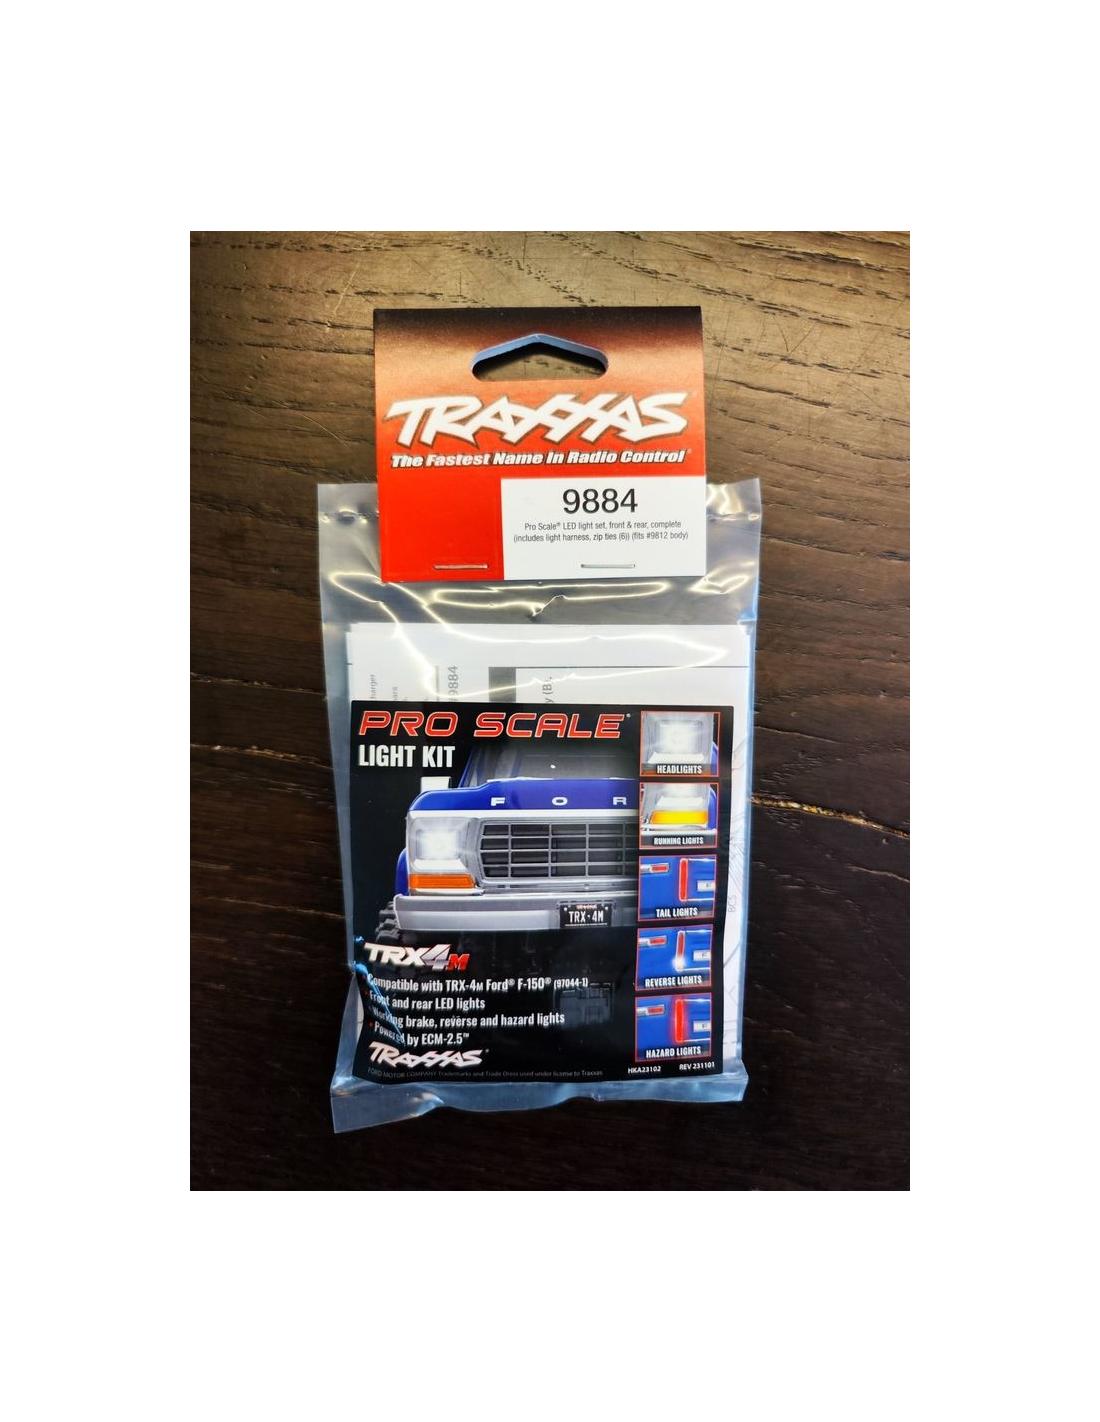 TRAXXAS
The Fastest Name In Radio Control
9884
Pro Scale® LED light set, front & rear, complete
(includes light harness, zip ties (6)) (fits #9812 body)
harger
9884
y (B
PRO SCALE®
LIGHT KIT
F O R
TRX-4M
HEADLIGHTS
RUNNING LIGHTS
TAIL LIGHTS
REVERSE LIGHTS
HAZARD LIGHTS
BCS
TRX4M
Compatible with TRX-4M Ford® F-150® (97044-1)
Front and rear LED lights
Working brake, reverse and hazard lights
• Powered by ECM-2.5™
TRAXXAS
FORD MOTOR COMPANY Trademarks and Trade Dress used under license to Traxxas
HKA23102 REV 231101